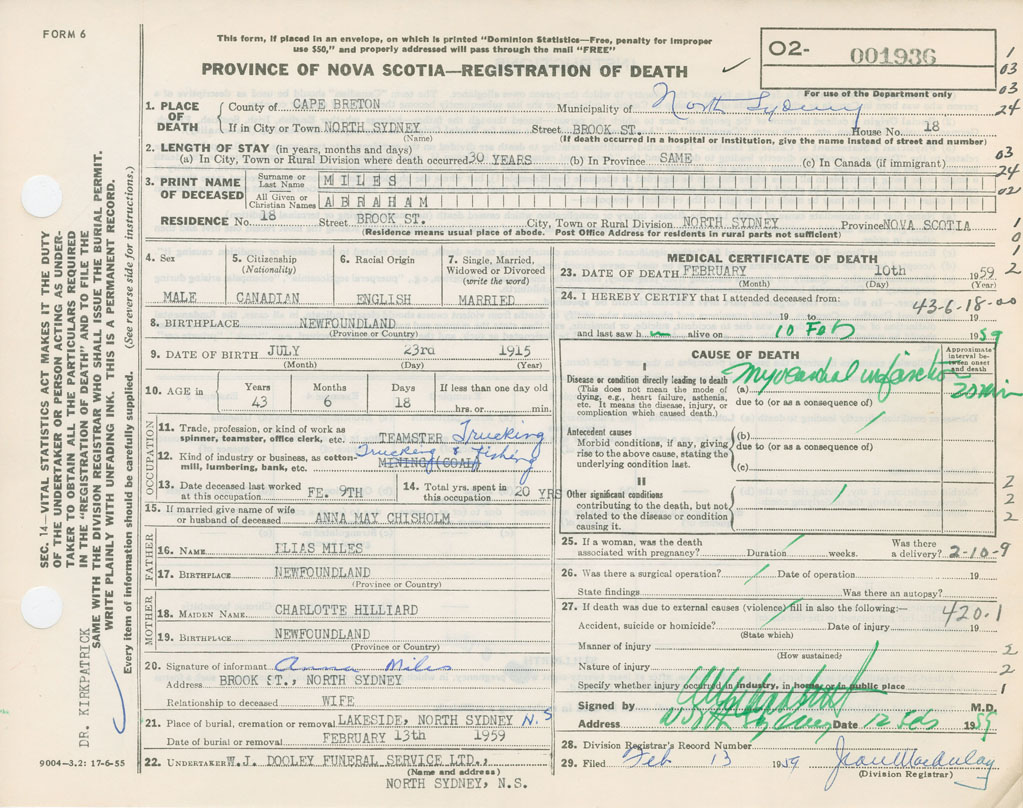 FORM 6
This form, if placed in an envelope, on which is printed "Dominion Statistics—Free, penalty for improper
use $50," and properly addressed will pass through the mail "FREE"
PROVINCE OF NOVA SCOTIA—REGISTRATION OF DEATH
O2- 001936
For use of the Department only
1
03
03
24
03
24
02
1
0
1
2
1. PLACE OF DEATH
County of CAPE BRETON Municipality of North Sydney
If in City or Town NORTH SYDNEY Street BROOK ST. House No. 18
(Name) (If death occurred in a hospital or institution, give the name instead of street and number)
2. LENGTH OF STAY (in years, months and days)
(a) In City, Town or Rural Division where death occurred 30 YEARS (b) In Province SAME (c) In Canada (if immigrant)
3. PRINT NAME OF DECEASED
Surname or Last Name MILES
All Given or Christian Names ABRAHAM
RESIDENCE No. 18 Street BROOK ST. City, Town or Rural Division NORTH SYDNEY Province NOVA SCOTIA
(Residence means usual place of abode. Post Office Address for residents in rural parts not sufficient)
4. Sex 5. Citizenship (Nationality) 6. Racial Origin 7. Single, Married, Widowed or Divorced (write the word)
MALE CANADIAN ENGLISH MARRIED
8. BIRTHPLACE NEWFOUNDLAND
(Province or Country)
9. DATE OF BIRTH JULY 23rd 1915
(Month) (Day) (Year)
10. AGE in Years Months Days If less than one day old
43 6 18 hrs. or min.
OCCUPATION
11. Trade, profession, or kind of work as
spinner, teamster, office clerk, etc. TEAMSTER Trucking
12. Kind of industry or business, as cotton-
mill, lumbering, bank, etc. MINING (COAL) Trucking & fishing
13. Date deceased last worked
at this occupation FE. 9TH
14. Total yrs. spent in
this occupation 20 YRS
15. If married give name of wife
or husband of deceased ANNA MAY CHISHOLM
FATHER
16. NAME ELIAS MILES
17. BIRTHPLACE NEWFOUNDLAND
(Province or Country)
MOTHER
18. MAIDEN NAME CHARLOTTE HILLIARD
19. BIRTHPLACE NEWFOUNDLAND
(Province or Country)
20. Signature of informant Anna Miles
Address BROOK ST., NORTH SYDNEY
Relationship to deceased WIFE
21. Place of burial, cremation or removal LAKESIDE, NORTH SYDNEY N.S
Date of burial or removal FEBRUARY 13th 1959
22. UNDERTAKER W.J. DOOLEY FUNERAL SERVICE LTD.,
(Name and address)
NORTH SYDNEY, N.S.
MEDICAL CERTIFICATE OF DEATH
23. DATE OF DEATH FEBRUARY 10th 1959
(Month) (Day) (Year)
24. I HEREBY CERTIFY that I attended deceased from:
43-6-18-00
19 to 19
and last saw h im alive on 10 Feb 1959
CAUSE OF DEATH
Approximate interval between onset and death
I
Disease or condition directly leading to death
(This does not mean the mode of
dying, e.g., heart failure, asthenia,
etc. It means the disease, injury, or
complication which caused death.)
(a) Myocardial infarction 20 min
due to (or as a consequence of)
Antecedent causes
Morbid conditions, if any, giving
rise to the above cause, stating the
underlying condition last.
(b)
due to (or as a consequence of)
(c)
II
Other significant conditions
contributing to the death, but not
related to the disease or condition
causing it.
2
2
2
25. If a woman, was the death
associated with pregnancy? Duration weeks. Was there
a delivery? 2-10-9
26. Was there a surgical operation? Date of operation 19
State findings Was there an autopsy?
27. If death was due to external causes (violence) fill in also the following:—
420.1
Accident, suicide or homicide? Date of injury 19
(State which)
Manner of injury 2
(How sustained)
Nature of injury 2
Specify whether injury occurred in industry, in home or in public place 1
Signed by M.D.
Address North Sydney Date 12 Feb 1959
28. Division Registrar's Record Number
29. Filed Feb 13 1959 Jean MacAulay
(Division Registrar)
SEC. 14—VITAL STATISTICS ACT MAKES IT THE DUTY
OF THE UNDERTAKER OR PERSON ACTING AS UNDER-
TAKER TO OBTAIN ALL THE PARTICULARS REQUIRED
IN THE "REGISTRATION OF DEATH" AND TO FILE THE
SAME WITH THE DIVISION REGISTRAR WHO SHALL ISSUE THE BURIAL PERMIT.
WRITE PLAINLY WITH UNFADING INK. THIS IS A PERMANENT RECORD.
Every item of information should be carefully supplied. (See reverse side for instructions.)
DR. KIRKPATRICK
9004—3.2: 17-6-55